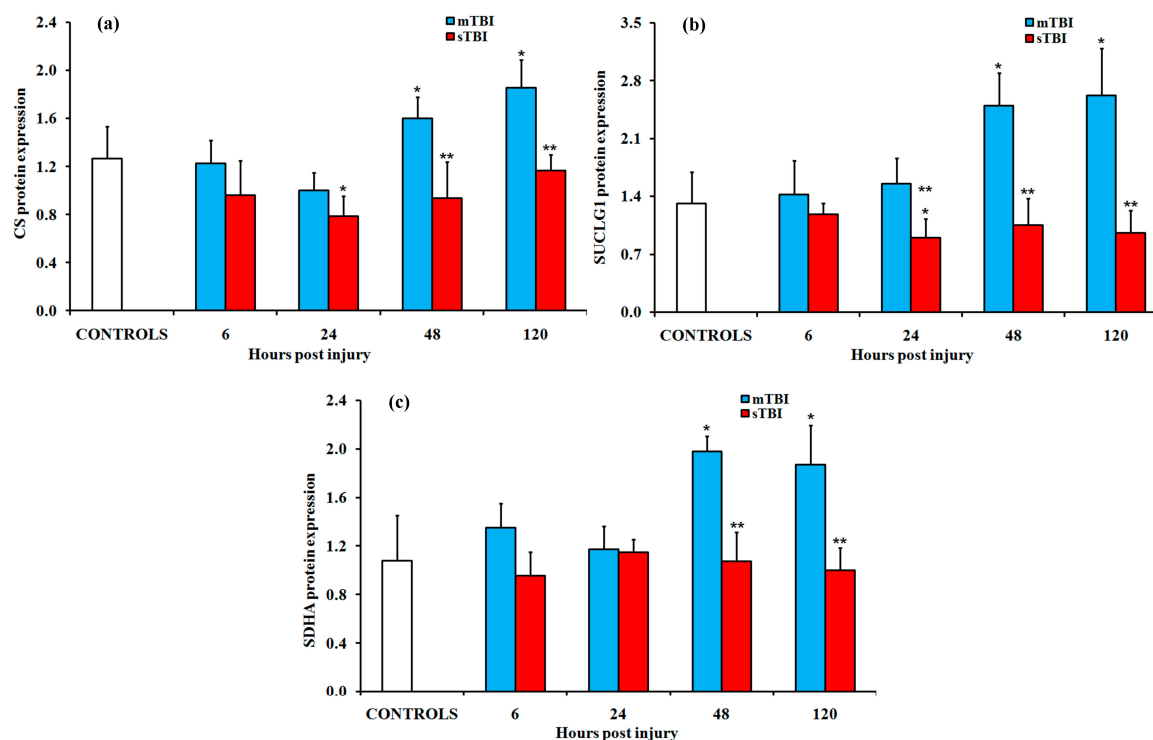 (a)
mTBI
sTBI
CS protein expression
2.4
2.0
1.6
1.2
0.8
0.4
0.0
*
*
*
**
**
CONTROLS 6 24 48 120
Hours post injury
(b)
mTBI
sTBI
SUCLG1 protein expression
3.5
2.8
2.1
1.4
0.7
0.0
*
*
**
*
**
**
CONTROLS 6 24 48 120
Hours post injury
(c)
mTBI
sTBI
SDHA protein expression
2.4
2.0
1.6
1.2
0.8
0.4
0.0
*
*
**
**
CONTROLS 6 24 48 120
Hours post injury